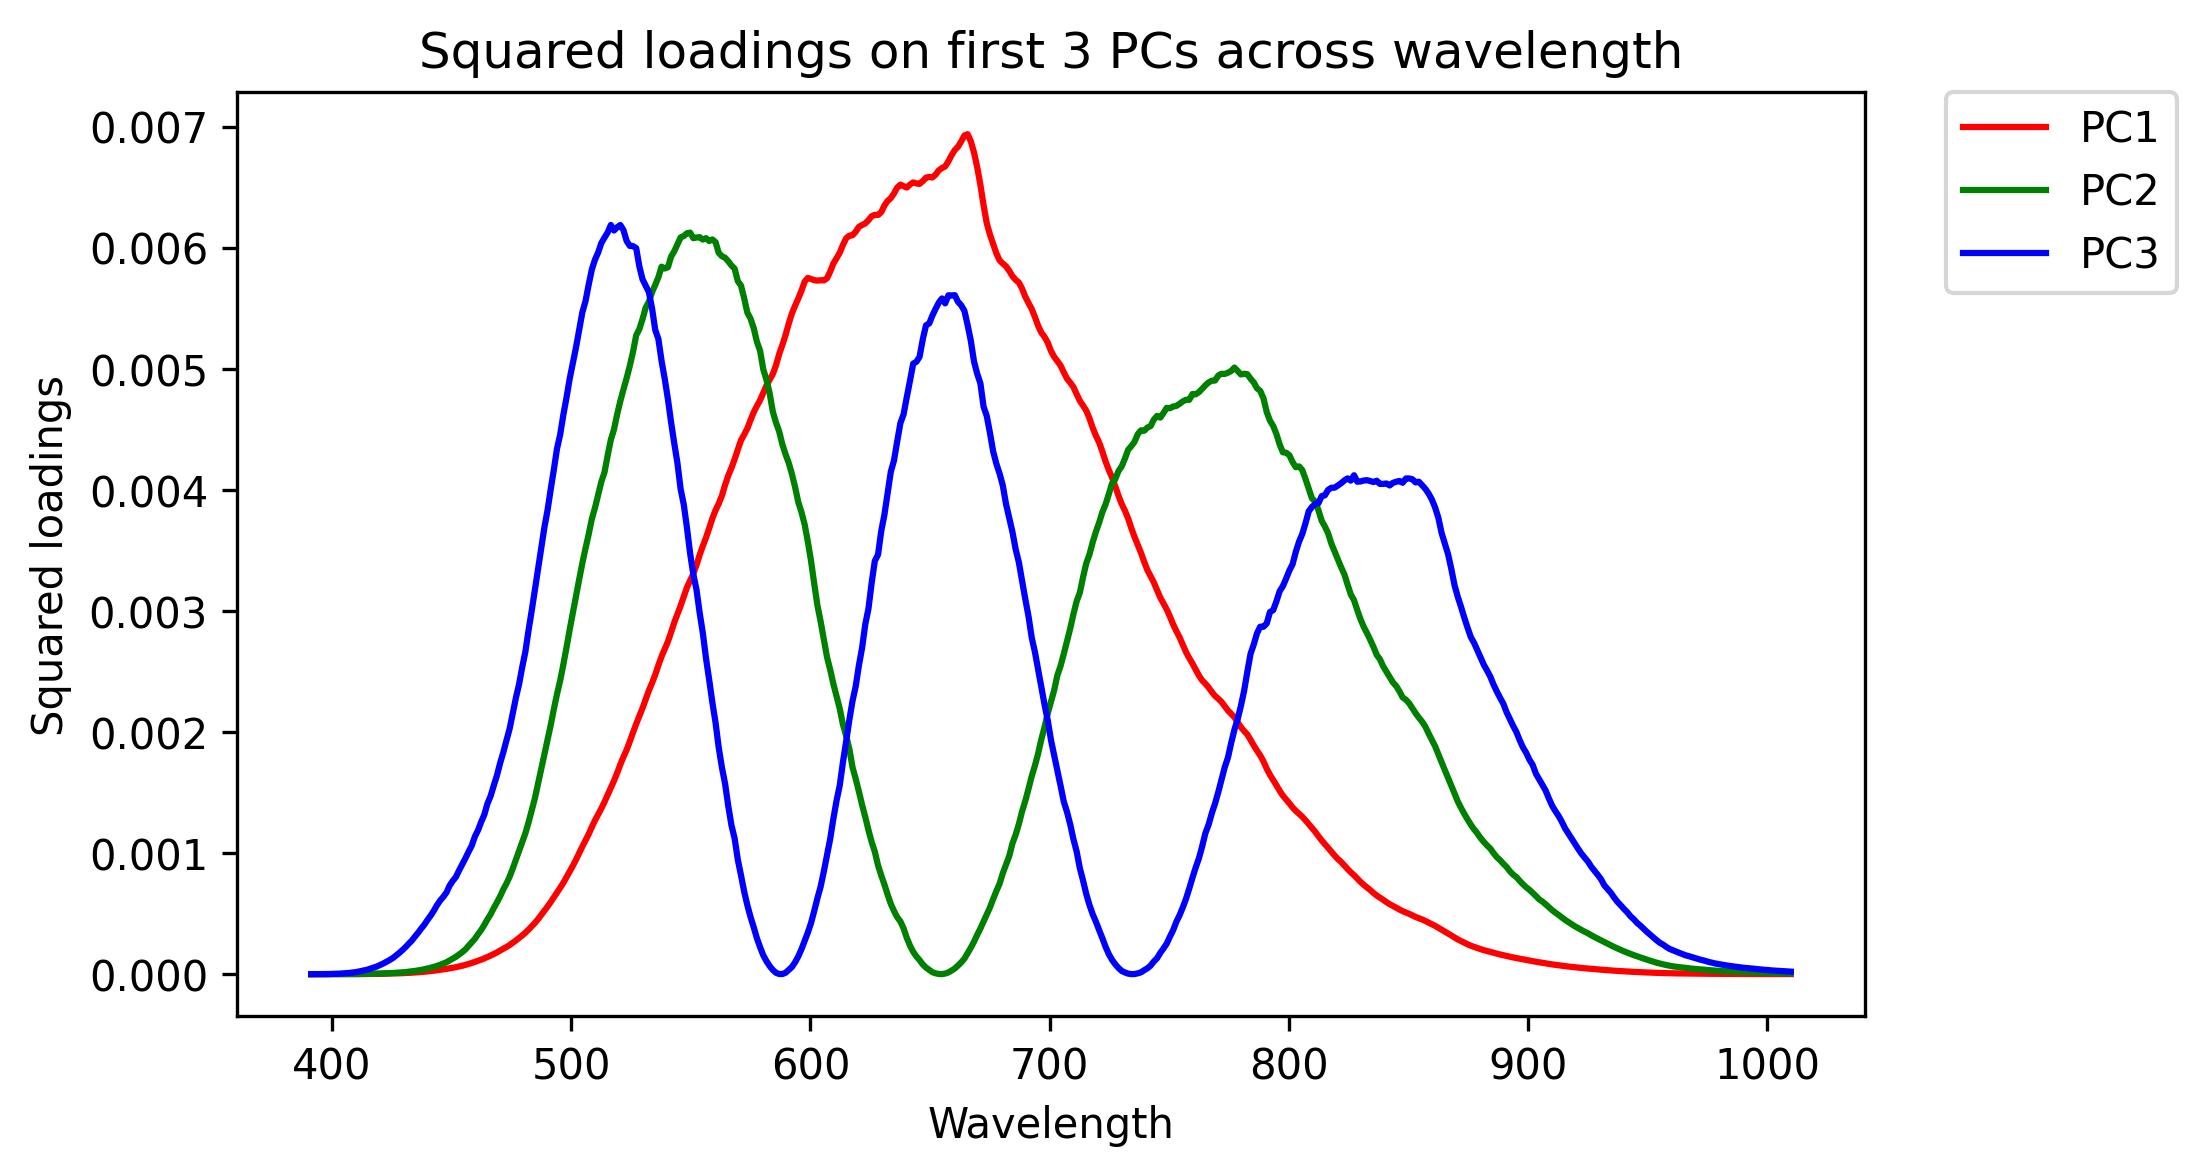 Squared loadings on first 3 PCs across wavelength
PC1
PC2
PC3
Squared loadings
0.007
0.006
0.005
0.004
0.003
0.002
0.001
0.000
400 500 600 700 800 900 1000
Wavelength